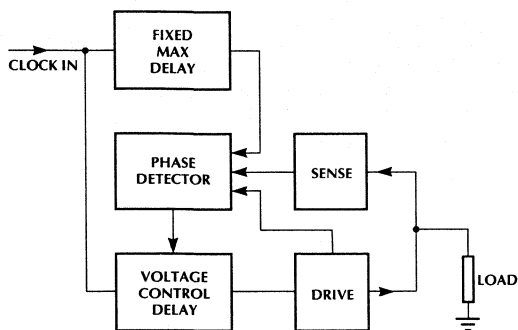 FIXED
MAX
DELAY
CLOCK IN
PHASE
DETECTOR
SENSE
VOLTAGE
CONTROL
DELAY
DRIVE
LOAD